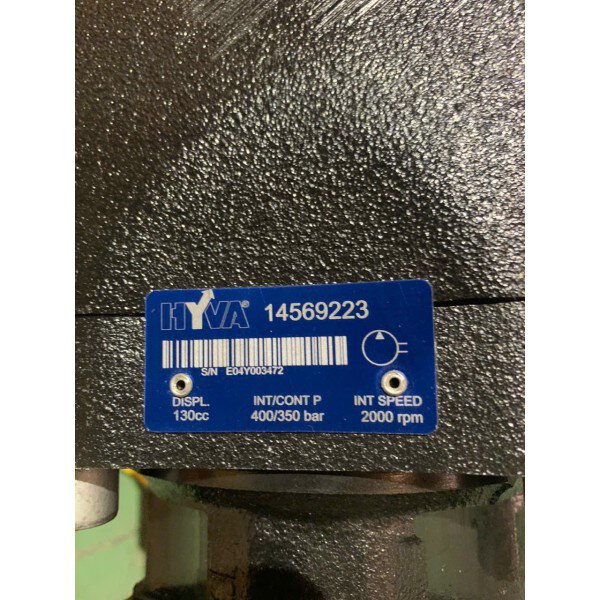 HYVA 14569223
S/N E04Y003472
DISPL. INT/CONT P INT SPEED
130cc 400/350 bar 2000 rpm